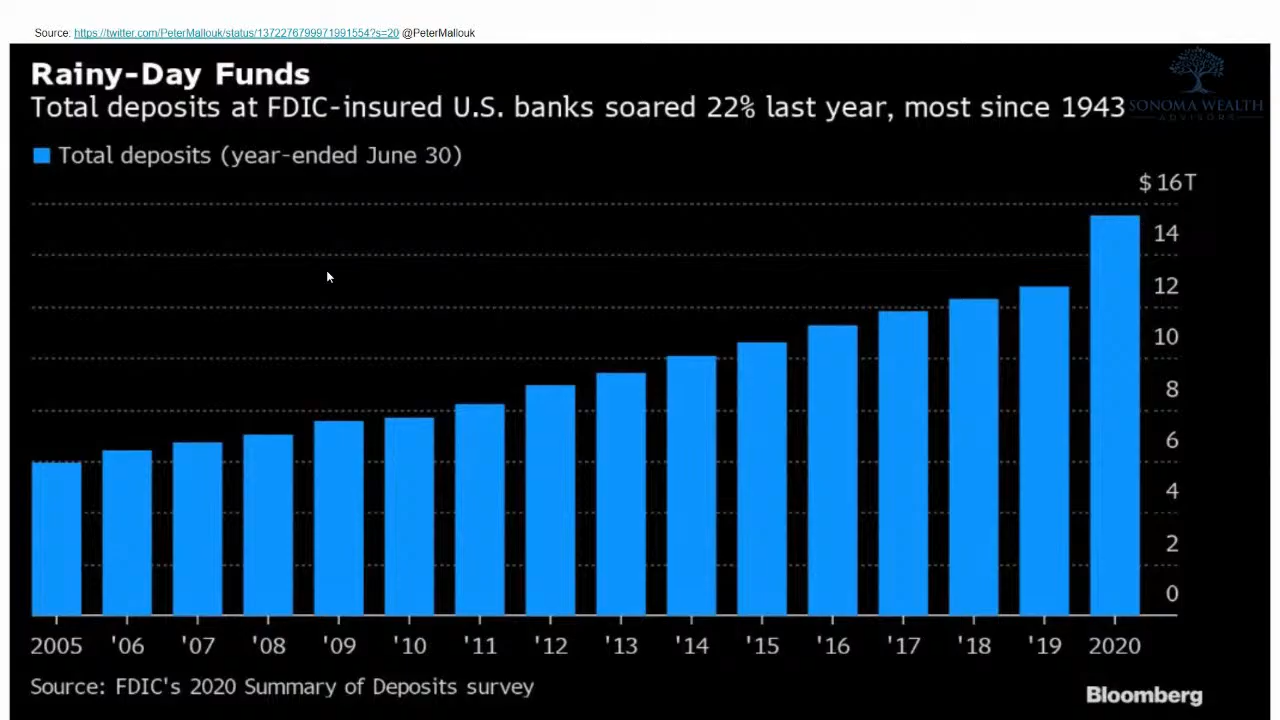 Source: https://twitter.com/PeterMallouk/status/1372276799971991554?s=20 @PeterMallouk
Rainy-Day Funds
Total deposits at FDIC-insured U.S. banks soared 22% last year, most since 1943
SONOMA WEALTH
ADVISORS
Total deposits (year-ended June 30)
$16T
14
12
10
8
6
4
2
0
2005 '06 '07 '08 '09 '10 '11 '12 '13 '14 '15 '16 '17 '18 '19 2020
Source: FDIC's 2020 Summary of Deposits survey
Bloomberg